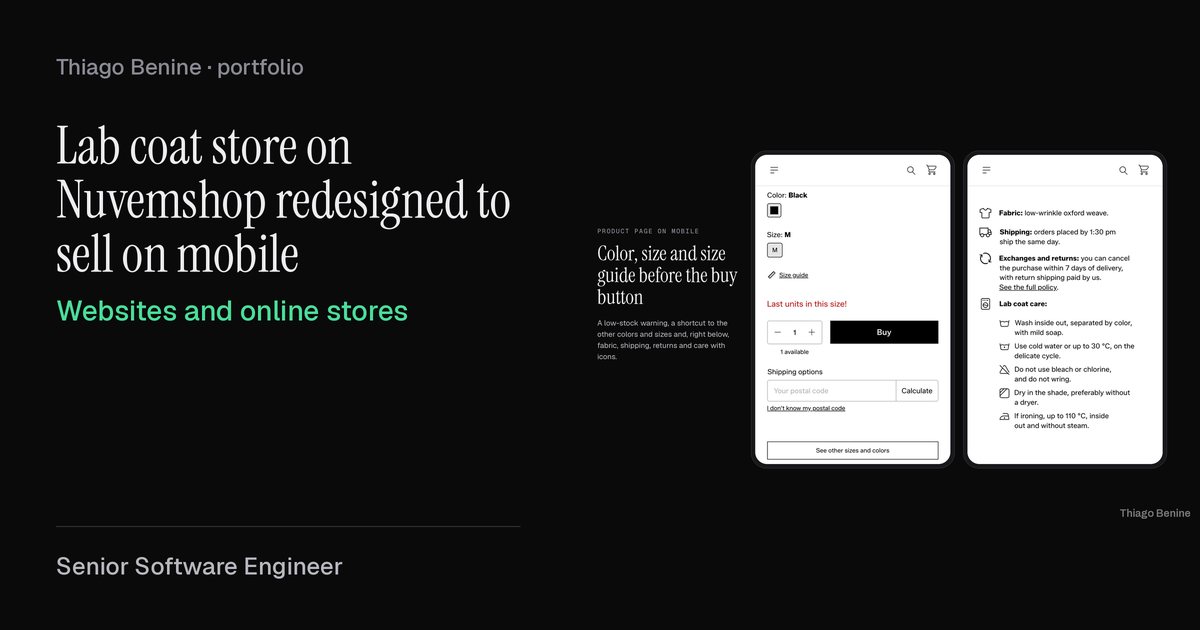 Thiago Benine · portfolio
Lab coat store on
Nuvemshop redesigned to
sell on mobile
Websites and online stores
Senior Software Engineer
PRODUCT PAGE ON MOBILE
Color, size and size
guide before the buy
button
A low-stock warning, a shortcut to the
other colors and sizes and, right below,
fabric, shipping, returns and care with
icons.
Color: Black
Size: M
M
Size guide
Last units in this size!
− 1 + Buy
1 available
Shipping options
Your postal code Calculate
I don't know my postal code
See other sizes and colors
Fabric: low-wrinkle oxford weave.
Shipping: orders placed by 1:30 pm
ship the same day.
Exchanges and returns: you can cancel
the purchase within 7 days of delivery,
with return shipping paid by us.
See the full policy.
Lab coat care:
Wash inside out, separated by color,
with mild soap.
Use cold water or up to 30 °C, on the
delicate cycle.
Do not use bleach or chlorine,
and do not wring.
Dry in the shade, preferably without
a dryer.
If ironing, up to 110 °C, inside
out and without steam.
Thiago Benine